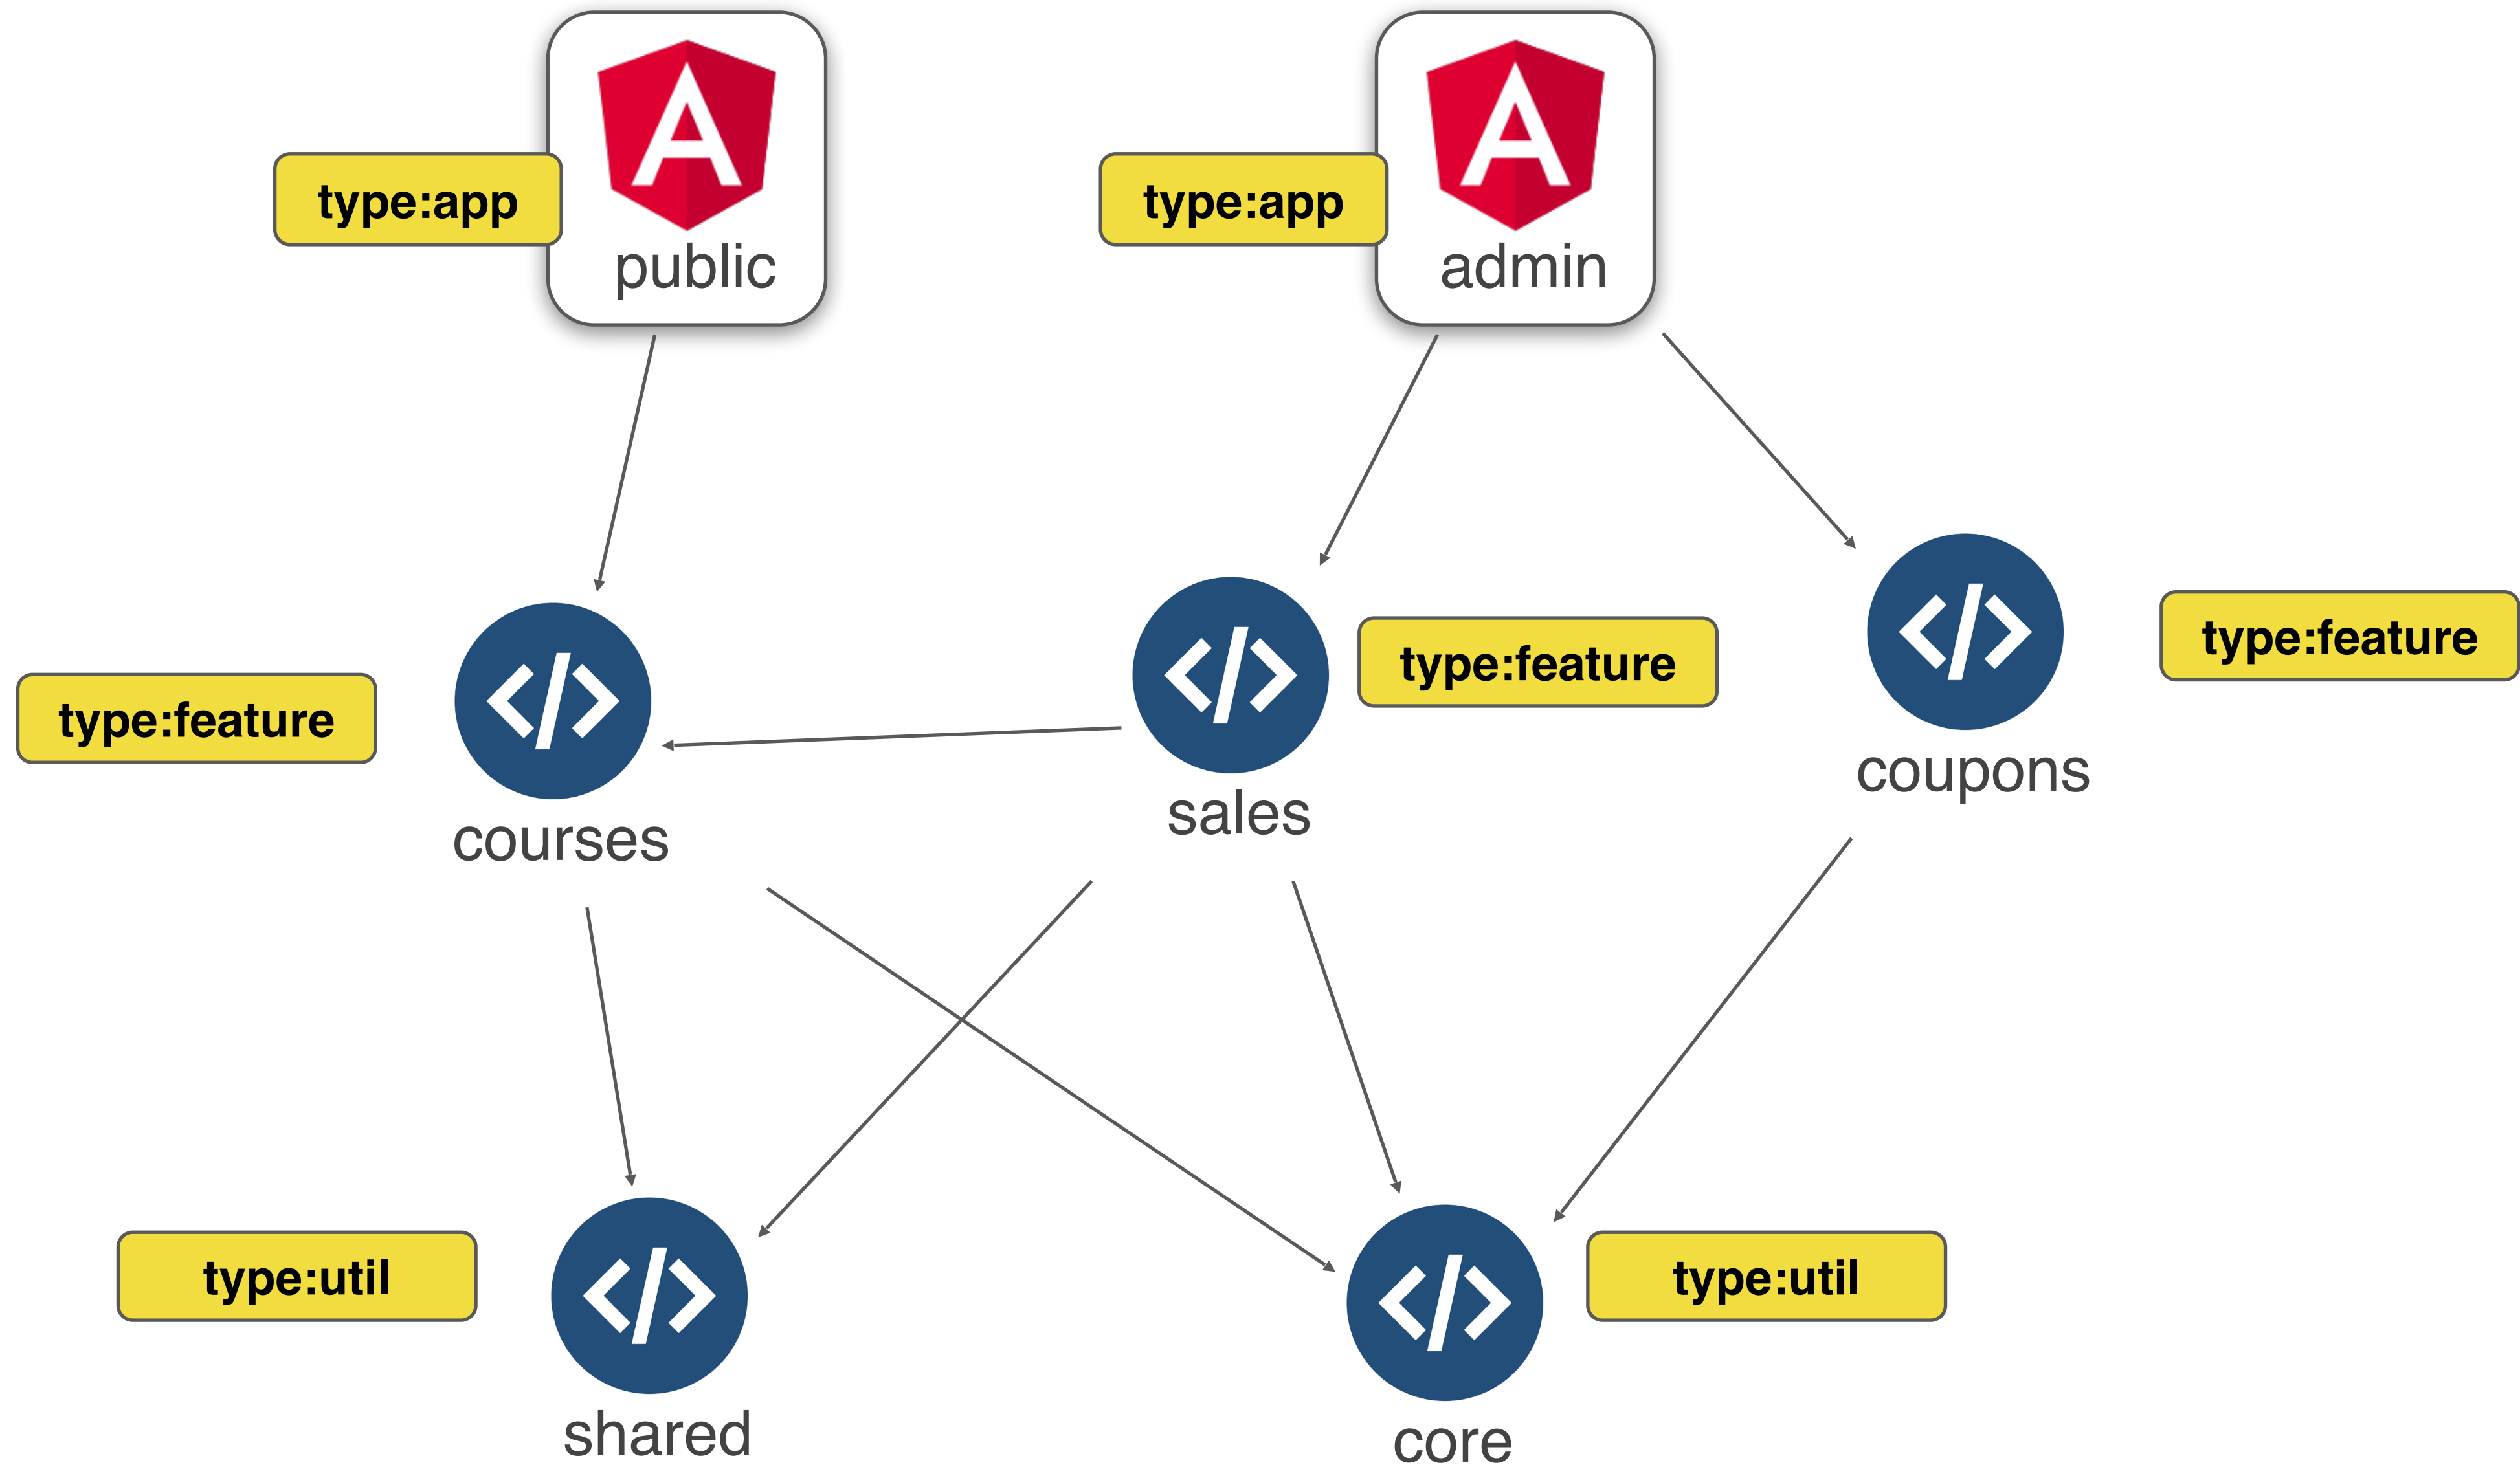 type:app
public
type:app
admin
type:feature
courses
sales
type:feature
coupons
type:feature
type:util
shared
core
type:util